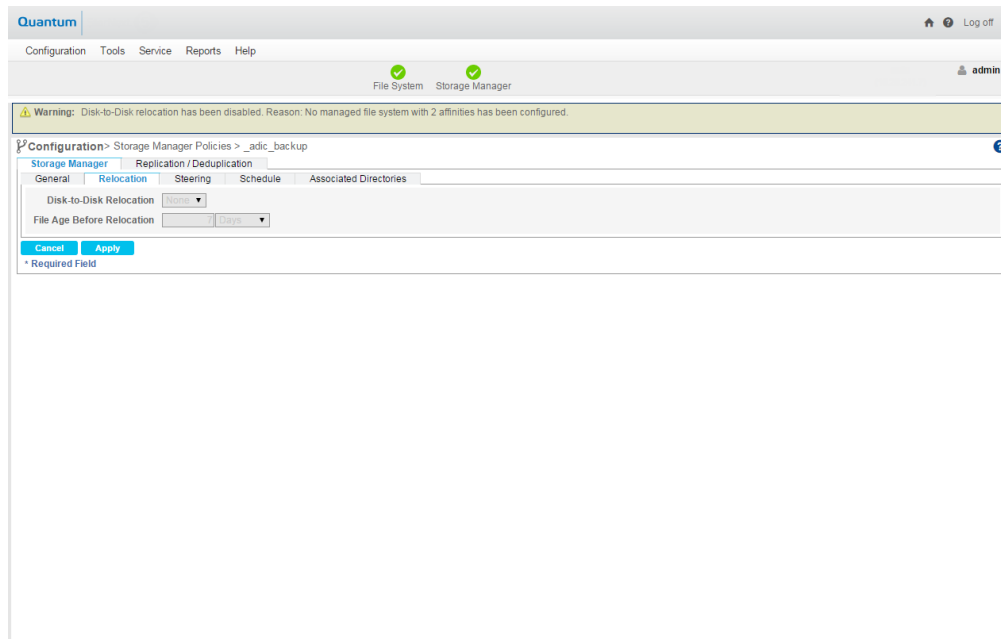 Quantum
Log off
Configuration Tools Service Reports Help
admin
File System Storage Manager
Warning: Disk-to-Disk relocation has been disabled. Reason: No managed file system with 2 affinities has been configured.
Configuration> Storage Manager Policies > _adic_backup
Storage Manager Replication / Deduplication
General Relocation Steering Schedule Associated Directories
Disk-to-Disk Relocation None
File Age Before Relocation 7 Days
Cancel Apply
* Required Field